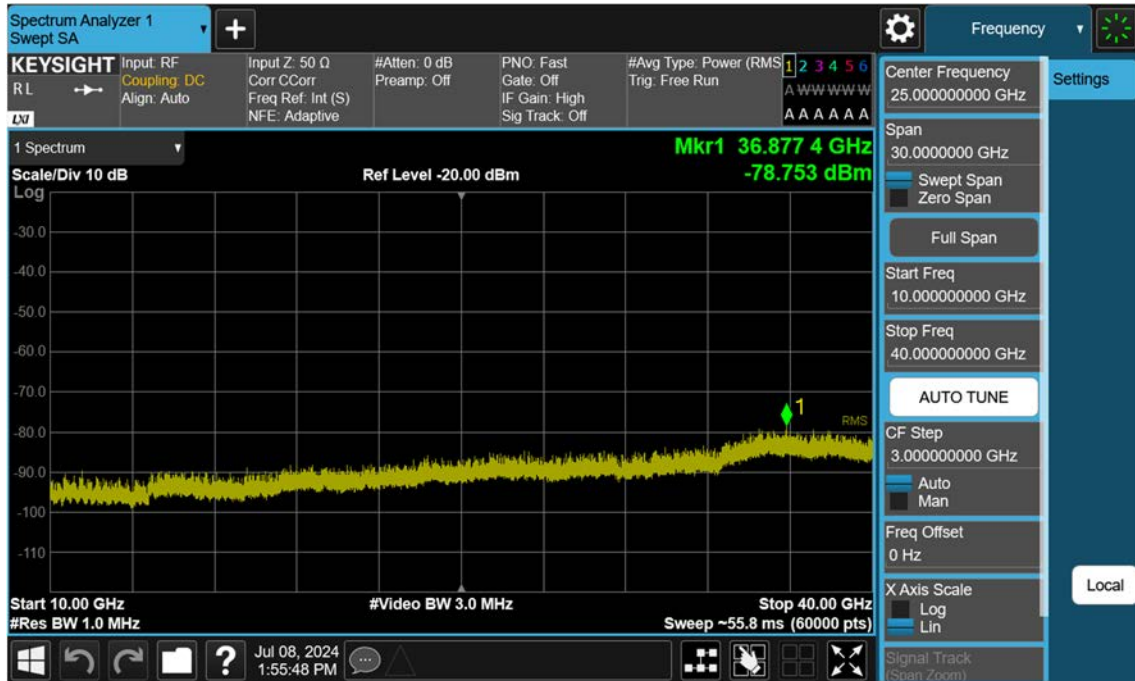 Spectrum Analyzer 1
Swept SA
Frequency
KEYSIGHT
RL
LXI
Input: RF
Coupling: DC
Align: Auto
Input Z: 50 Ω
Corr CCorr
Freq Ref: Int (S)
NFE: Adaptive
#Atten: 0 dB
Preamp: Off
PNO: Fast
Gate: Off
IF Gain: High
Sig Track: Off
#Avg Type: Power (RMS
Trig: Free Run
1 2 3 4 5 6
A W W W W W
A A A A A A
Center Frequency
25.000000000 GHz
Settings
Span
30.0000000 GHz
Swept Span
Zero Span
Full Span
Start Freq
10.000000000 GHz
Stop Freq
40.000000000 GHz
AUTO TUNE
CF Step
3.000000000 GHz
Auto
Man
Freq Offset
0 Hz
X Axis Scale
Log
Lin
Signal Track
(Span Zoom)
Local
1 Spectrum
Mkr1 36.877 4 GHz
Scale/Div 10 dB
Ref Level -20.00 dBm
-78.753 dBm
Log
-30.0
-40.0
-50.0
-60.0
-70.0
1
RMS
-80.0
-90.0
-100
-110
Start 10.00 GHz
#Video BW 3.0 MHz
Stop 40.00 GHz
#Res BW 1.0 MHz
Sweep ~55.8 ms (60000 pts)
?
Jul 08, 2024
1:55:48 PM